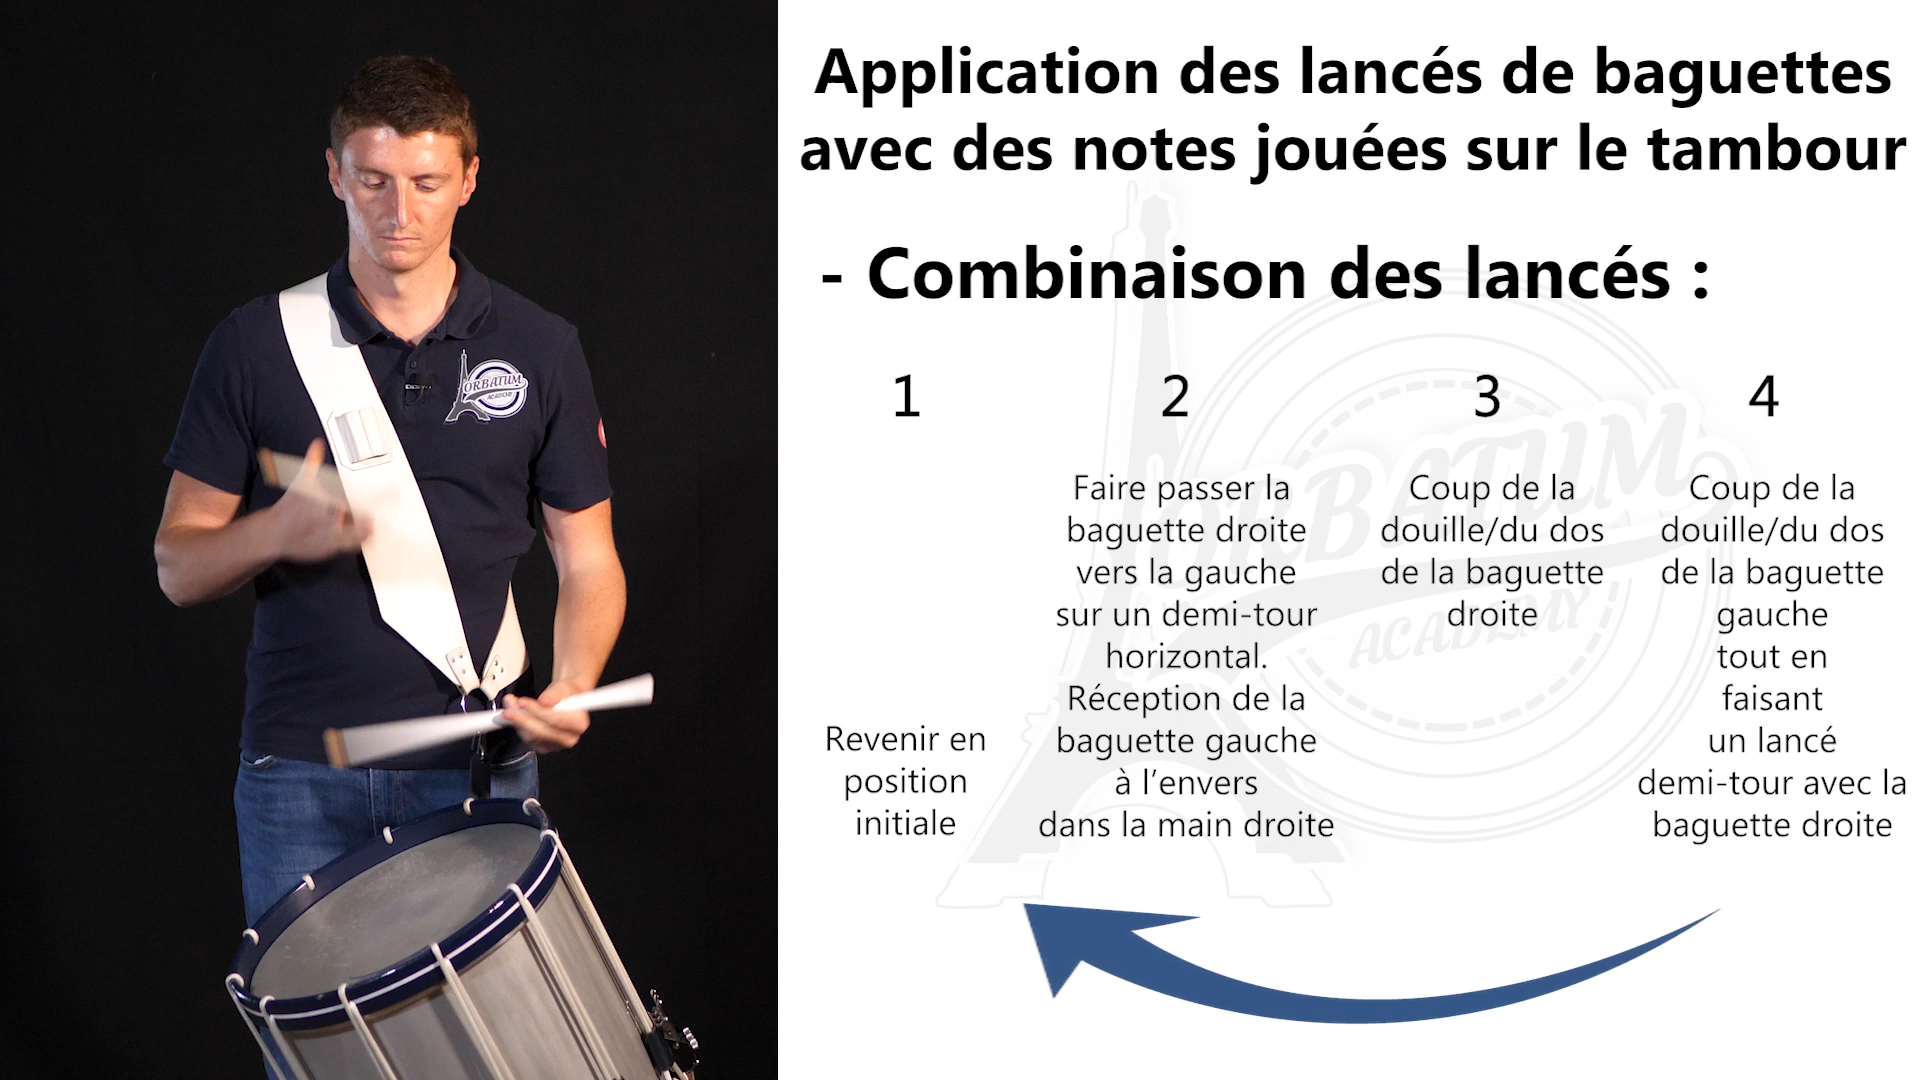 Application des lancés de baguettes
avec des notes jouées sur le tambour
- Combinaison des lancés :
1
Revenir en
position
initiale
2
Faire passer la
baguette droite
vers la gauche
sur un demi-tour
horizontal.
Réception de la
baguette gauche
à l’envers
dans la main droite
3
Coup de la
douille/du dos
de la baguette
droite
4
Coup de la
douille/du dos
de la baguette
gauche
tout en
faisant
un lancé
demi-tour avec la
baguette droite
ORBATUM
ACADEMY
ORBATUM
ACADEMY